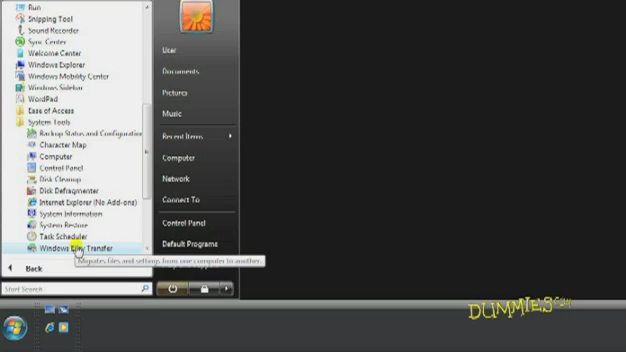 Run
Snipping Tool
Sound Recorder
Sync Center
Welcome Center
Windows Explorer
Windows Mobility Center
Windows Sidebar
WordPad
Ease of Access
System Tools
Backup Status and Configuration
Character Map
Computer
Control Panel
Disk Cleanup
Disk Defragmenter
Internet Explorer (No Add-ons)
System Information
System Restore
Task Scheduler
Windows Easy Transfer
Migrates files and settings from one computer to another.
Back
Start Search
User
Documents
Pictures
Music
Recent Items
Computer
Network
Connect To
Control Panel
Default Programs
DUMMIES.com